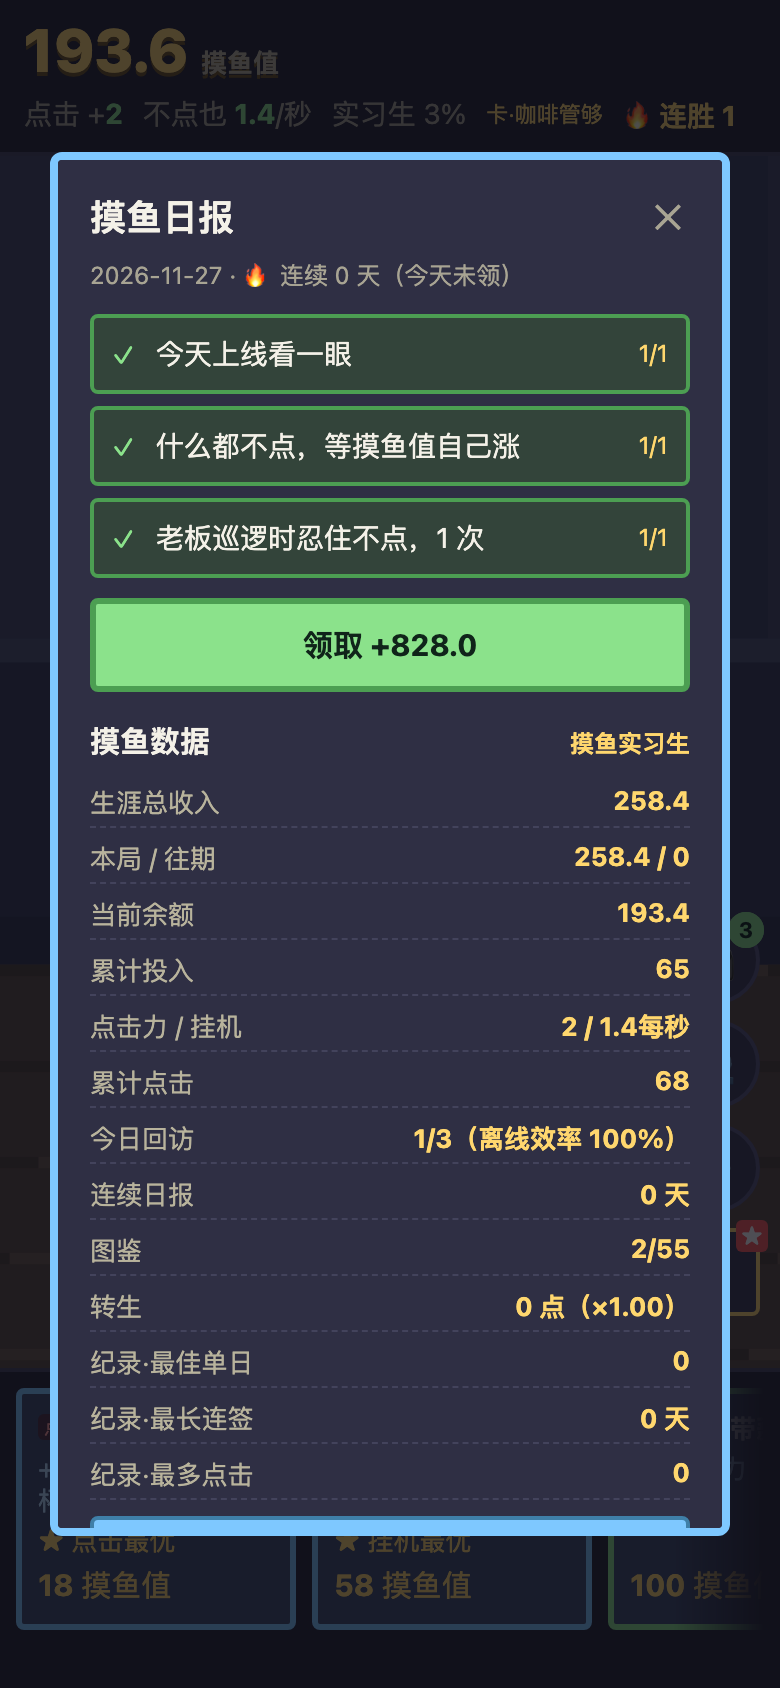 193.6 摸鱼值
点击 +2 不点也 1.4/秒 实习生 3% 卡·咖啡管够 🔥 连胜 1
摸鱼日报
2026-11-27 · 🔥 连续 0 天（今天未领）
✓ 今天上线看一眼 1/1
✓ 什么都不点，等摸鱼值自己涨 1/1
✓ 老板巡逻时忍住不点，1 次 1/1
领取 +828.0
摸鱼数据 摸鱼实习生
生涯总收入 258.4
本局 / 往期 258.4 / 0
当前余额 193.4
累计投入 65
点击力 / 挂机 2 / 1.4每秒
累计点击 68
今日回访 1/3（离线效率 100%）
连续日报 0 天
图鉴 2/55
转生 0 点（×1.00）
纪录·最佳单日 0
纪录·最长连签 0 天
纪录·最多点击 0
3
带
力
★ 点击最优 ★ 挂机最优
18 摸鱼值 58 摸鱼值 100 摸鱼